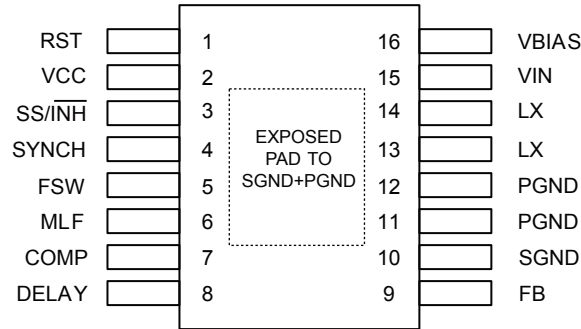 RST 1 16 VBIAS
VCC 2 15 VIN
SS/INH 3 14 LX
SYNCH 4 13 LX
FSW 5 12 PGND
MLF 6 11 PGND
COMP 7 10 SGND
DELAY 8 9 FB
EXPOSED
PAD TO
SGND+PGND